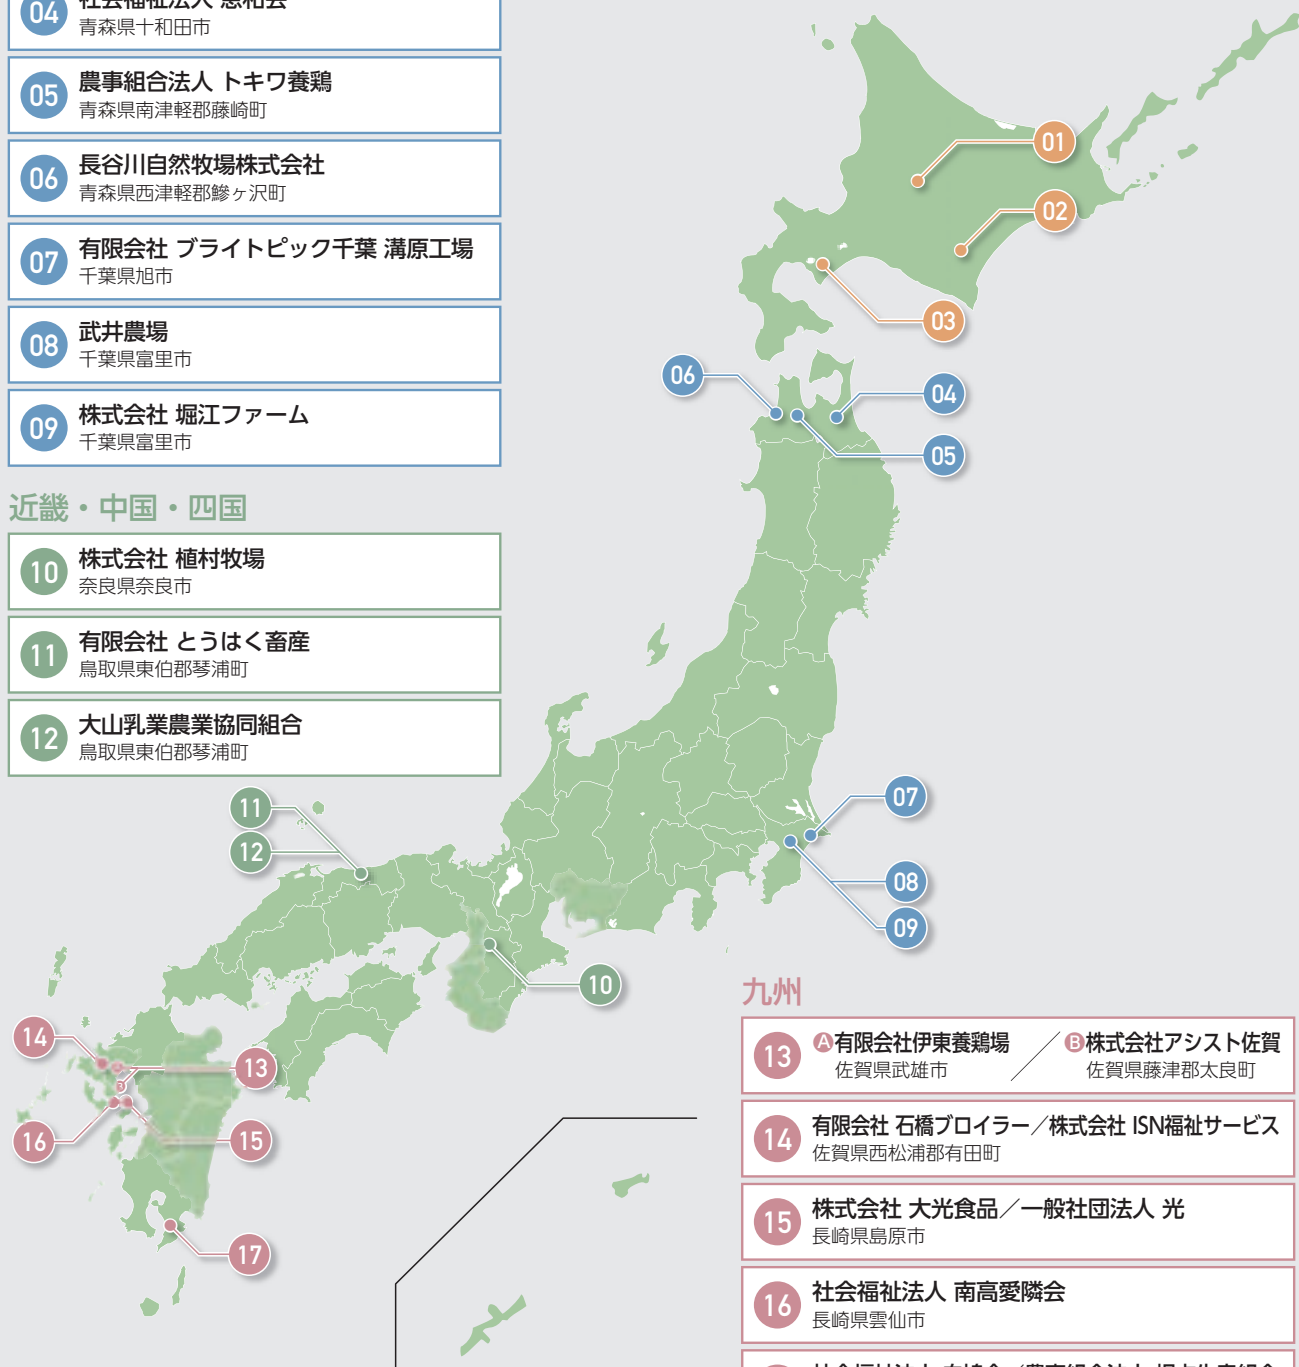 04 社会福祉法人
青森県十和田市
05 農事組合法人 トキワ養鶏
青森県南津軽郡藤崎町
06 長谷川自然牧場株式会社
青森県西津軽郡鰺ヶ沢町
07 有限会社 ブライトピック千葉 溝原工場
千葉県旭市
08 武井農場
千葉県富里市
09 株式会社 堀江ファーム
千葉県富里市
近畿・中国・四国
10 株式会社 植村牧場
奈良県奈良市
11 有限会社 とうはく畜産
鳥取県東伯郡琴浦町
12 大山乳業農業協同組合
鳥取県東伯郡琴浦町
01
02
03
06
04
05
07
08
09
11
12
10
14
13
A
B
16
15
17
九州
13 A有限会社伊東養鶏場／B株式会社アシスト佐賀
佐賀県武雄市 佐賀県藤津郡太良町
14 有限会社 石橋ブロイラー／株式会社 ISN福祉サービス
佐賀県西松浦郡有田町
15 株式会社 大光食品／一般社団法人 光
長崎県島原市
16 社会福祉法人 南高愛隣会
長崎県雲仙市